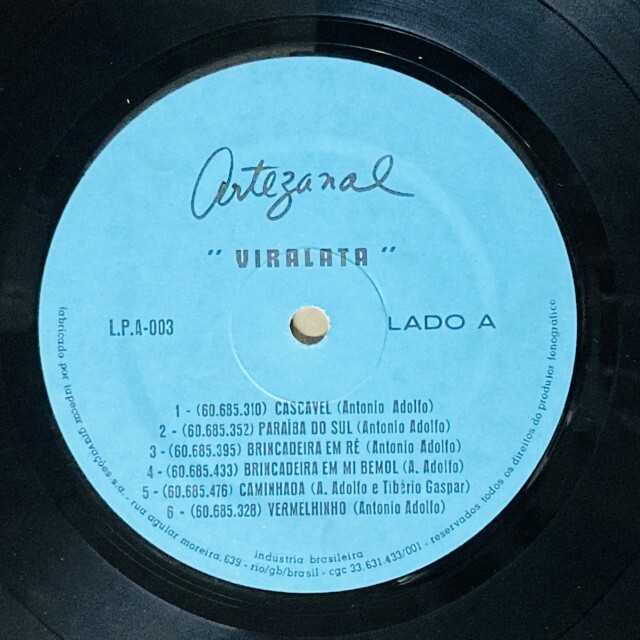 Artezanal
" VIRALATA "
L.P.A-003
LADO A
1 - (60.685.310) CASCAVEL (Antonio Adolfo)
2 - (60.685.352) PARAÍBA DO SUL (Antonio Adolfo)
3 - (60.685.395) BRINCADEIRA EM RÉ (Antonio Adolfo)
4 - (60.685.433) BRINCADEIRA EM MI BEMOL (A. Adolfo)
5 - (60.685.476) CAMINHADA (A. Adolfo e Tibério Gaspar)
6 - (60.685.328) VERMELHINHO (Antonio Adolfo)
indústria brasileira
fabricado por tapecar gravações s.a. - rua aguiar moreira, 639 - rio/gb/brasil - cgc 33.631.433/001 - reservados todos os direitos do produtor fonográfico